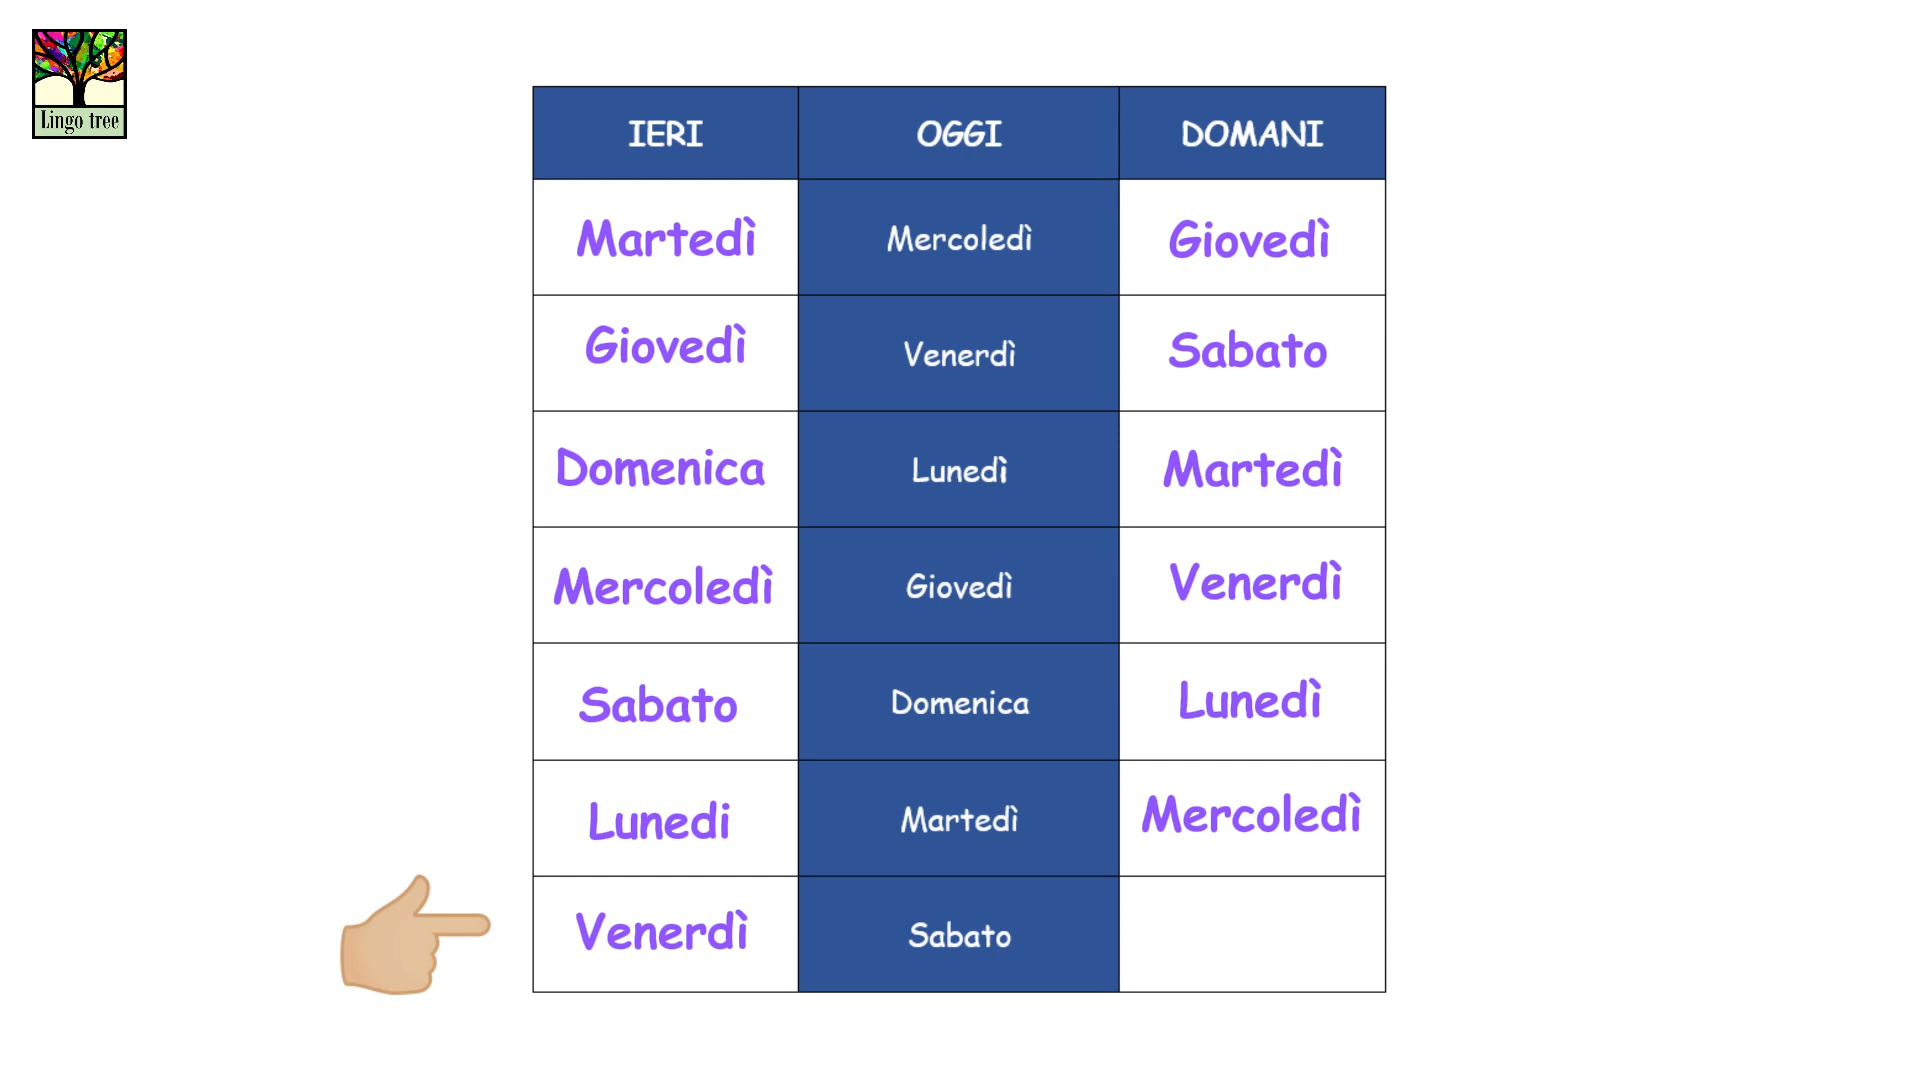 Lingo tree
IERI OGGI DOMANI
Martedì Mercoledì Giovedì
Giovedì Venerdì Sabato
Domenica Lunedì Martedì
Mercoledì Giovedì Venerdì
Sabato Domenica Lunedì
Lunedi Martedì Mercoledì
Venerdì Sabato